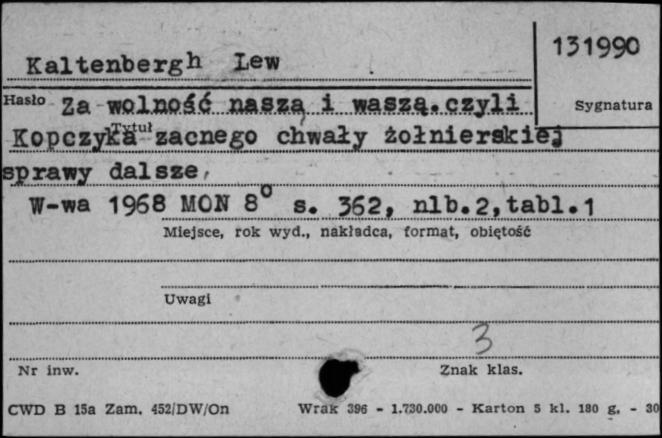 Kaltenbergh Lew
131990
Hasło Za wolność naszą i waszą.czyli
Sygnatura
Tytuł
Kopczyka zacnego chwały żołnierskiej
sprawy dalsze,
W-wa 1968 MON 8° s. 362, nlb.2,tabl.1
Miejsce, rok wyd., nakładca, format, objętość
Uwagi
3
Nr inw.
Znak klas.
CWD B 15a Zam. 452/DW/On
Wrak 396 - 1.730.000 - Karton 5 kl. 180 g. - 30